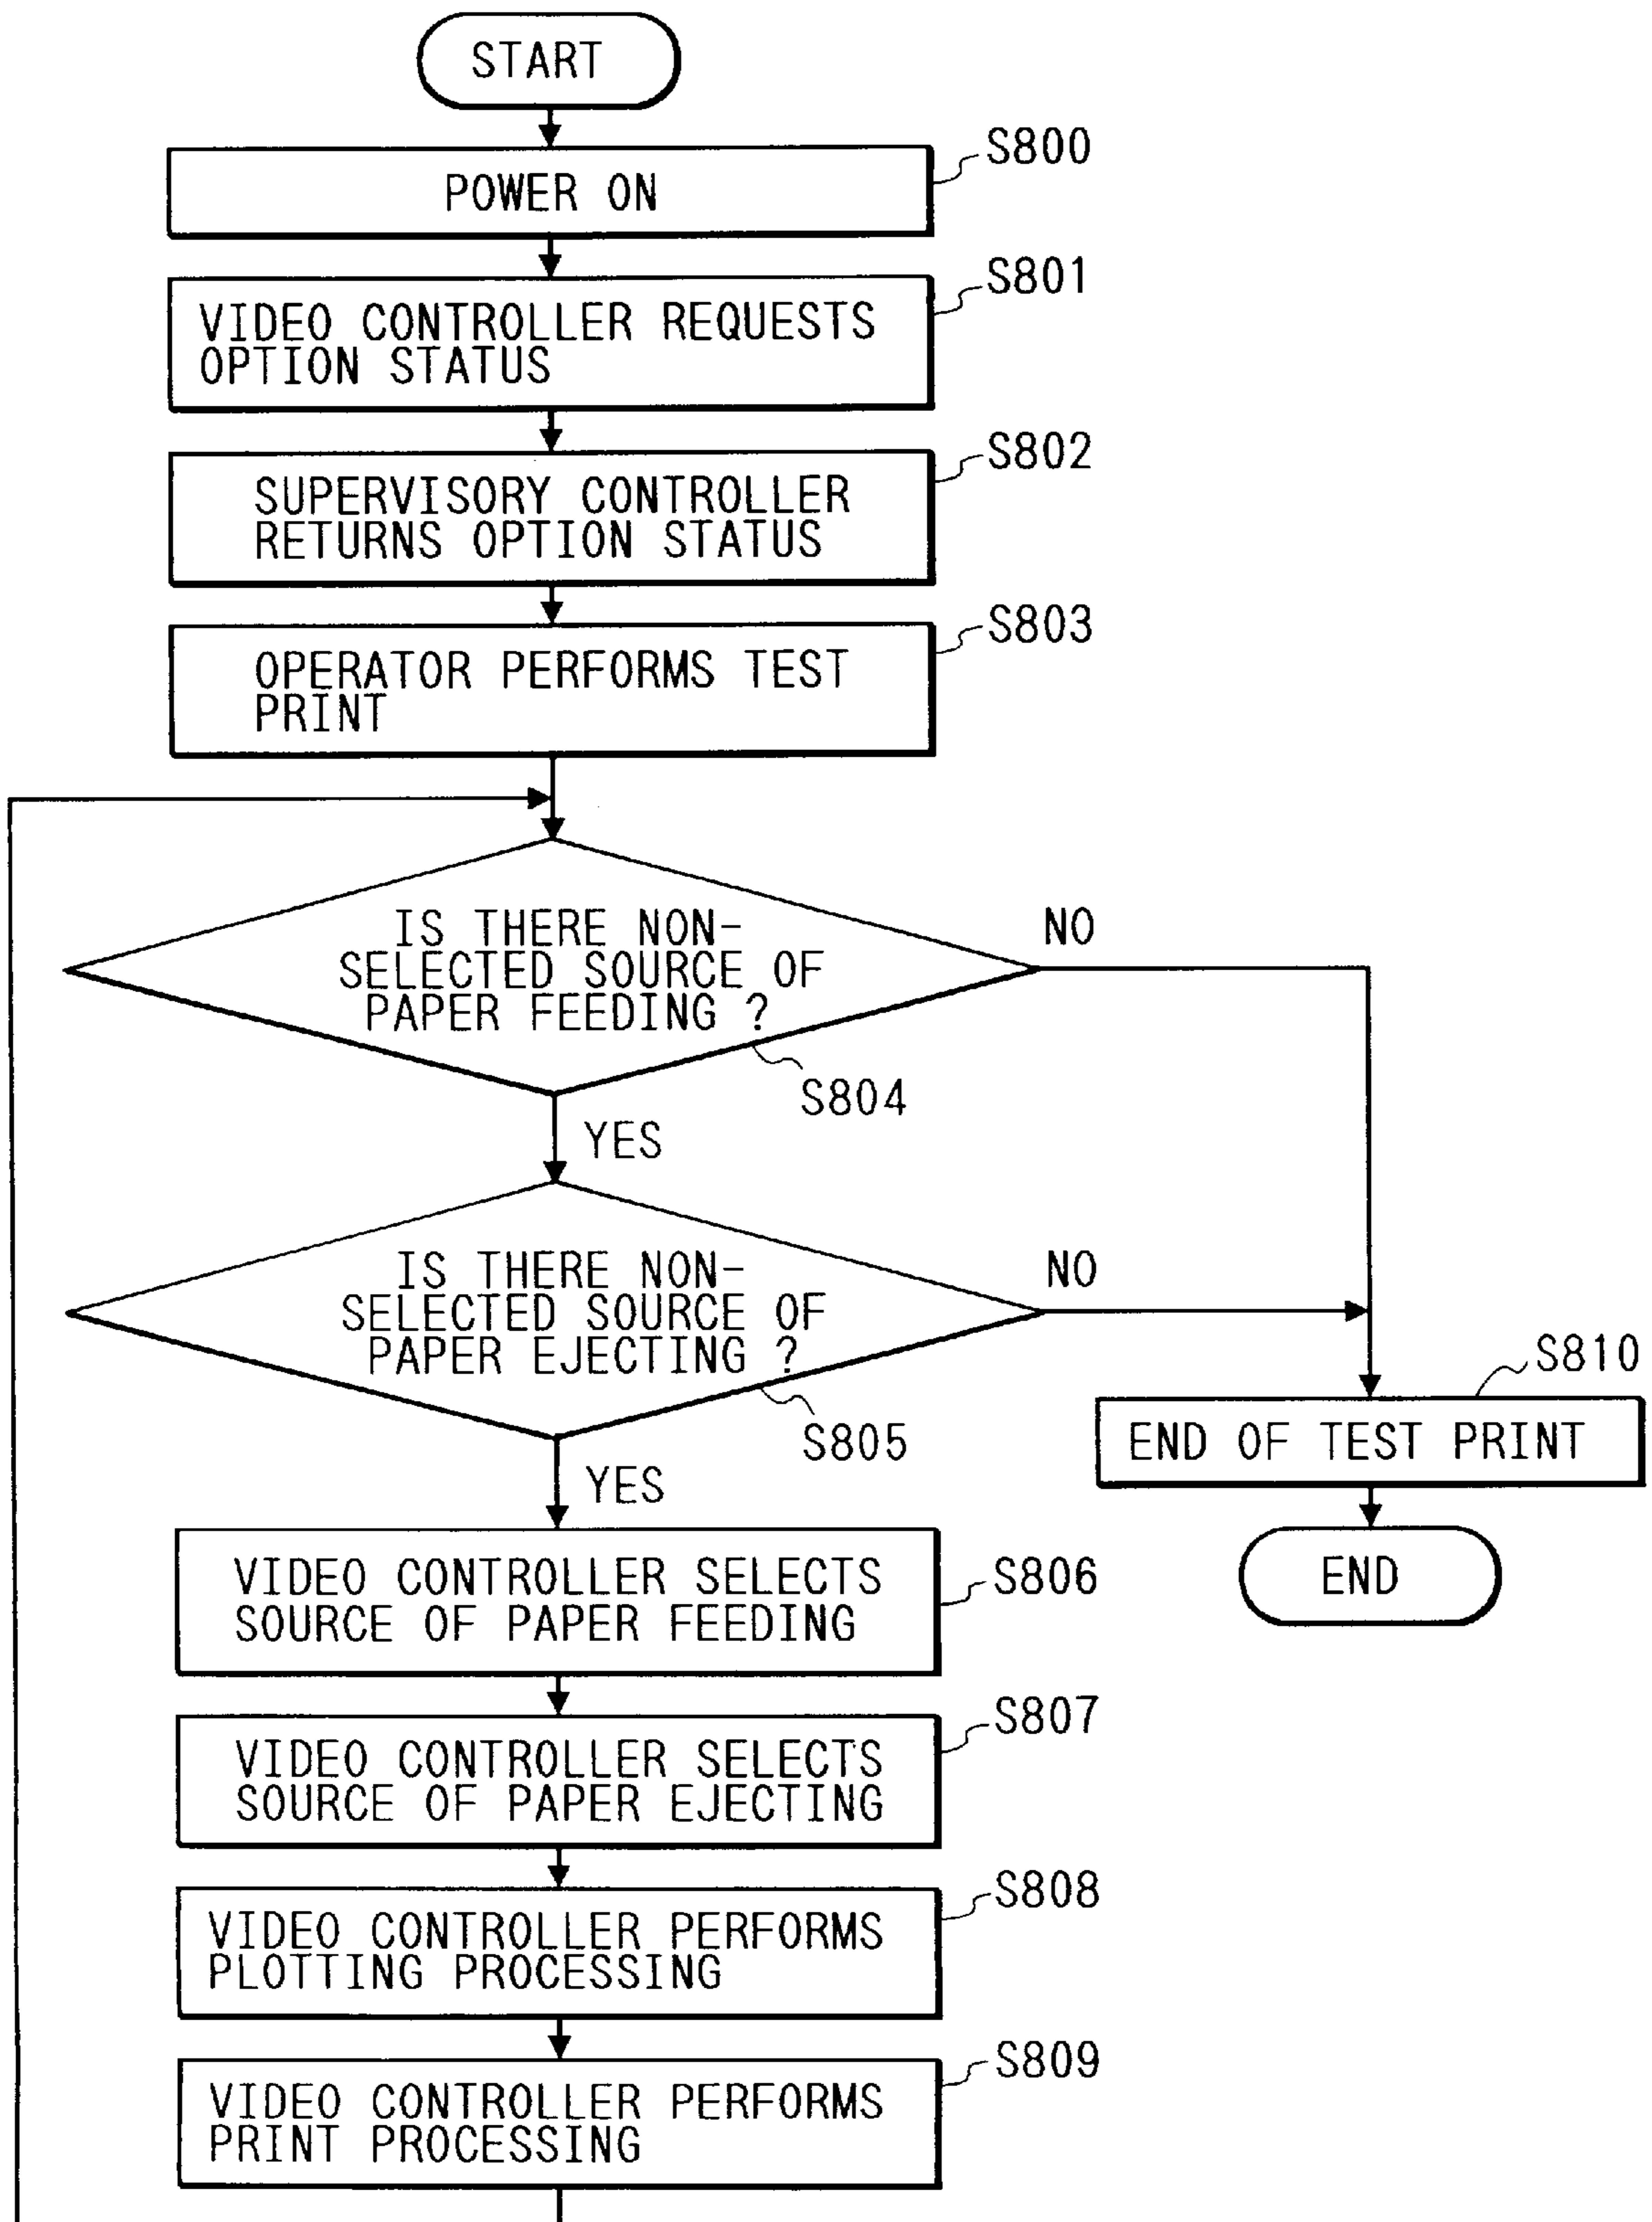 START
S800
POWER ON
S801
VIDEO CONTROLLER REQUESTS
OPTION STATUS
S802
SUPERVISORY CONTROLLER
RETURNS OPTION STATUS
S803
OPERATOR PERFORMS TEST
PRINT
IS THERE NON-
SELECTED SOURCE OF
PAPER FEEDING ?
NO
S804
YES
IS THERE NON-
SELECTED SOURCE OF
PAPER EJECTING ?
NO
S805
YES
S810
END OF TEST PRINT
END
S806
VIDEO CONTROLLER SELECTS
SOURCE OF PAPER FEEDING
S807
VIDEO CONTROLLER SELECTS
SOURCE OF PAPER EJECTING
S808
VIDEO CONTROLLER PERFORMS
PLOTTING PROCESSING
S809
VIDEO CONTROLLER PERFORMS
PRINT PROCESSING